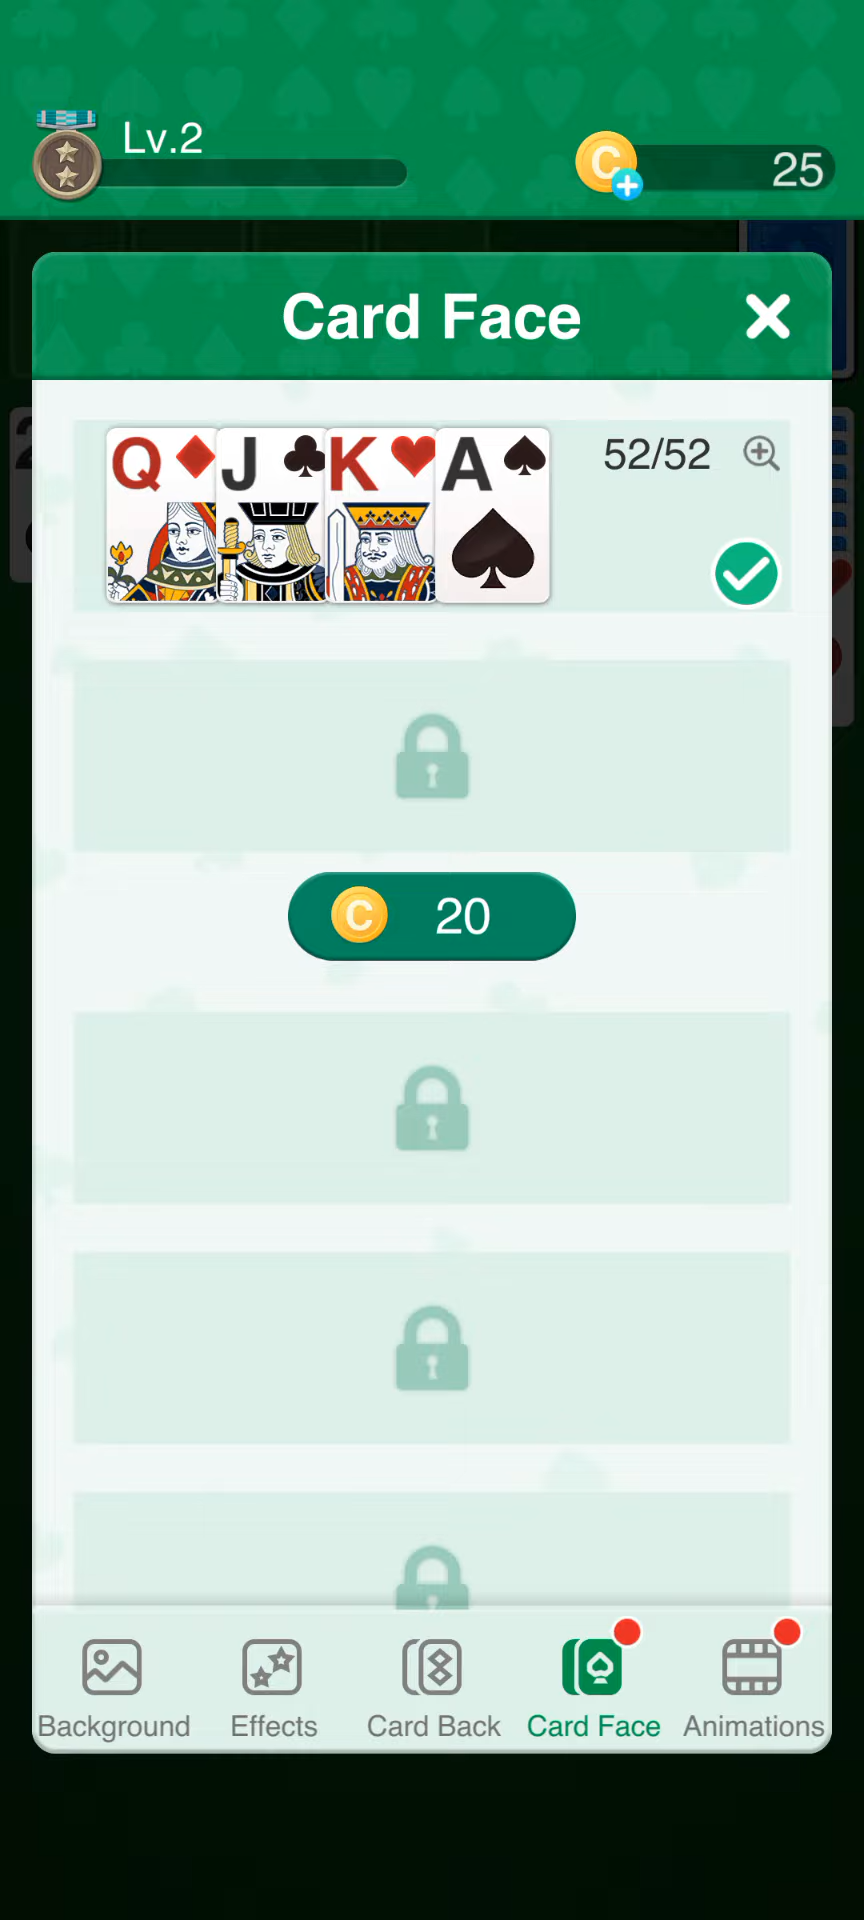 Lv.2
C 25
Card Face
Q J K A 52/52
C 20
Background Effects Card Back Card Face Animations